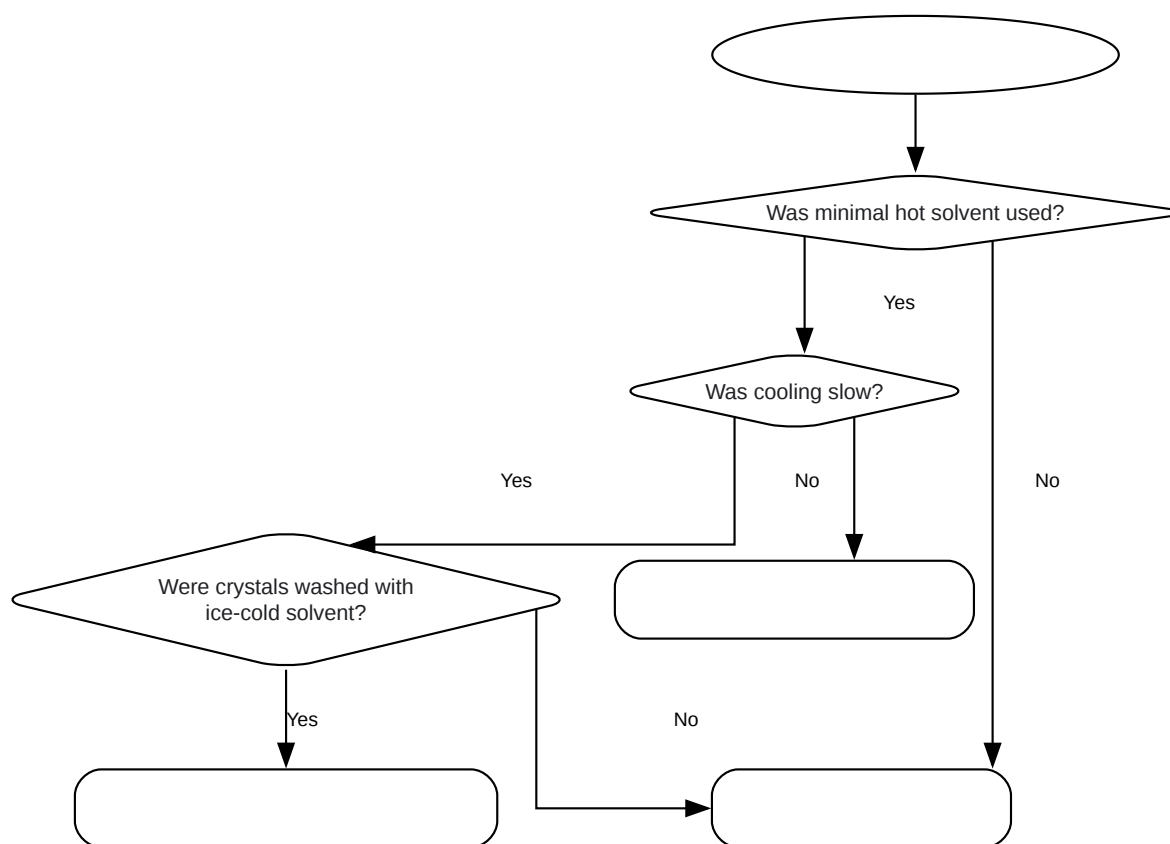 Was minimal hot solvent used?
Yes
Was cooling slow?
Yes
No
No
Were crystals washed with
ice-cold solvent?
Yes
No